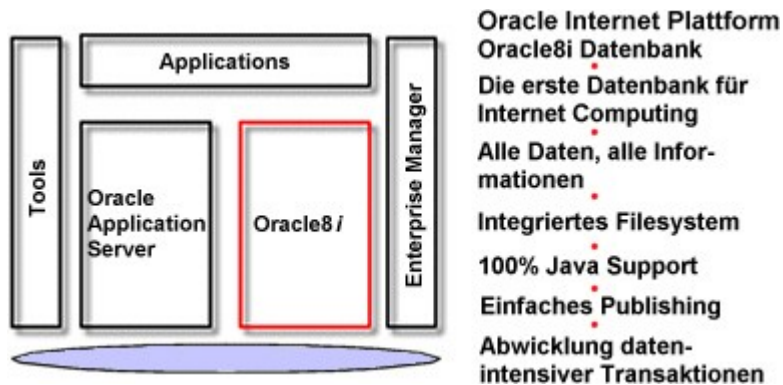 Applications
Tools
Oracle
Application
Server
Oracle8i
Enterprise Manager
Oracle Internet Plattform
Oracle8i Datenbank
Die erste Datenbank für
Internet Computing
Alle Daten, alle Infor-
mationen
Integriertes Filesystem
100% Java Support
Einfaches Publishing
Abwicklung daten-
intensiver Transaktionen